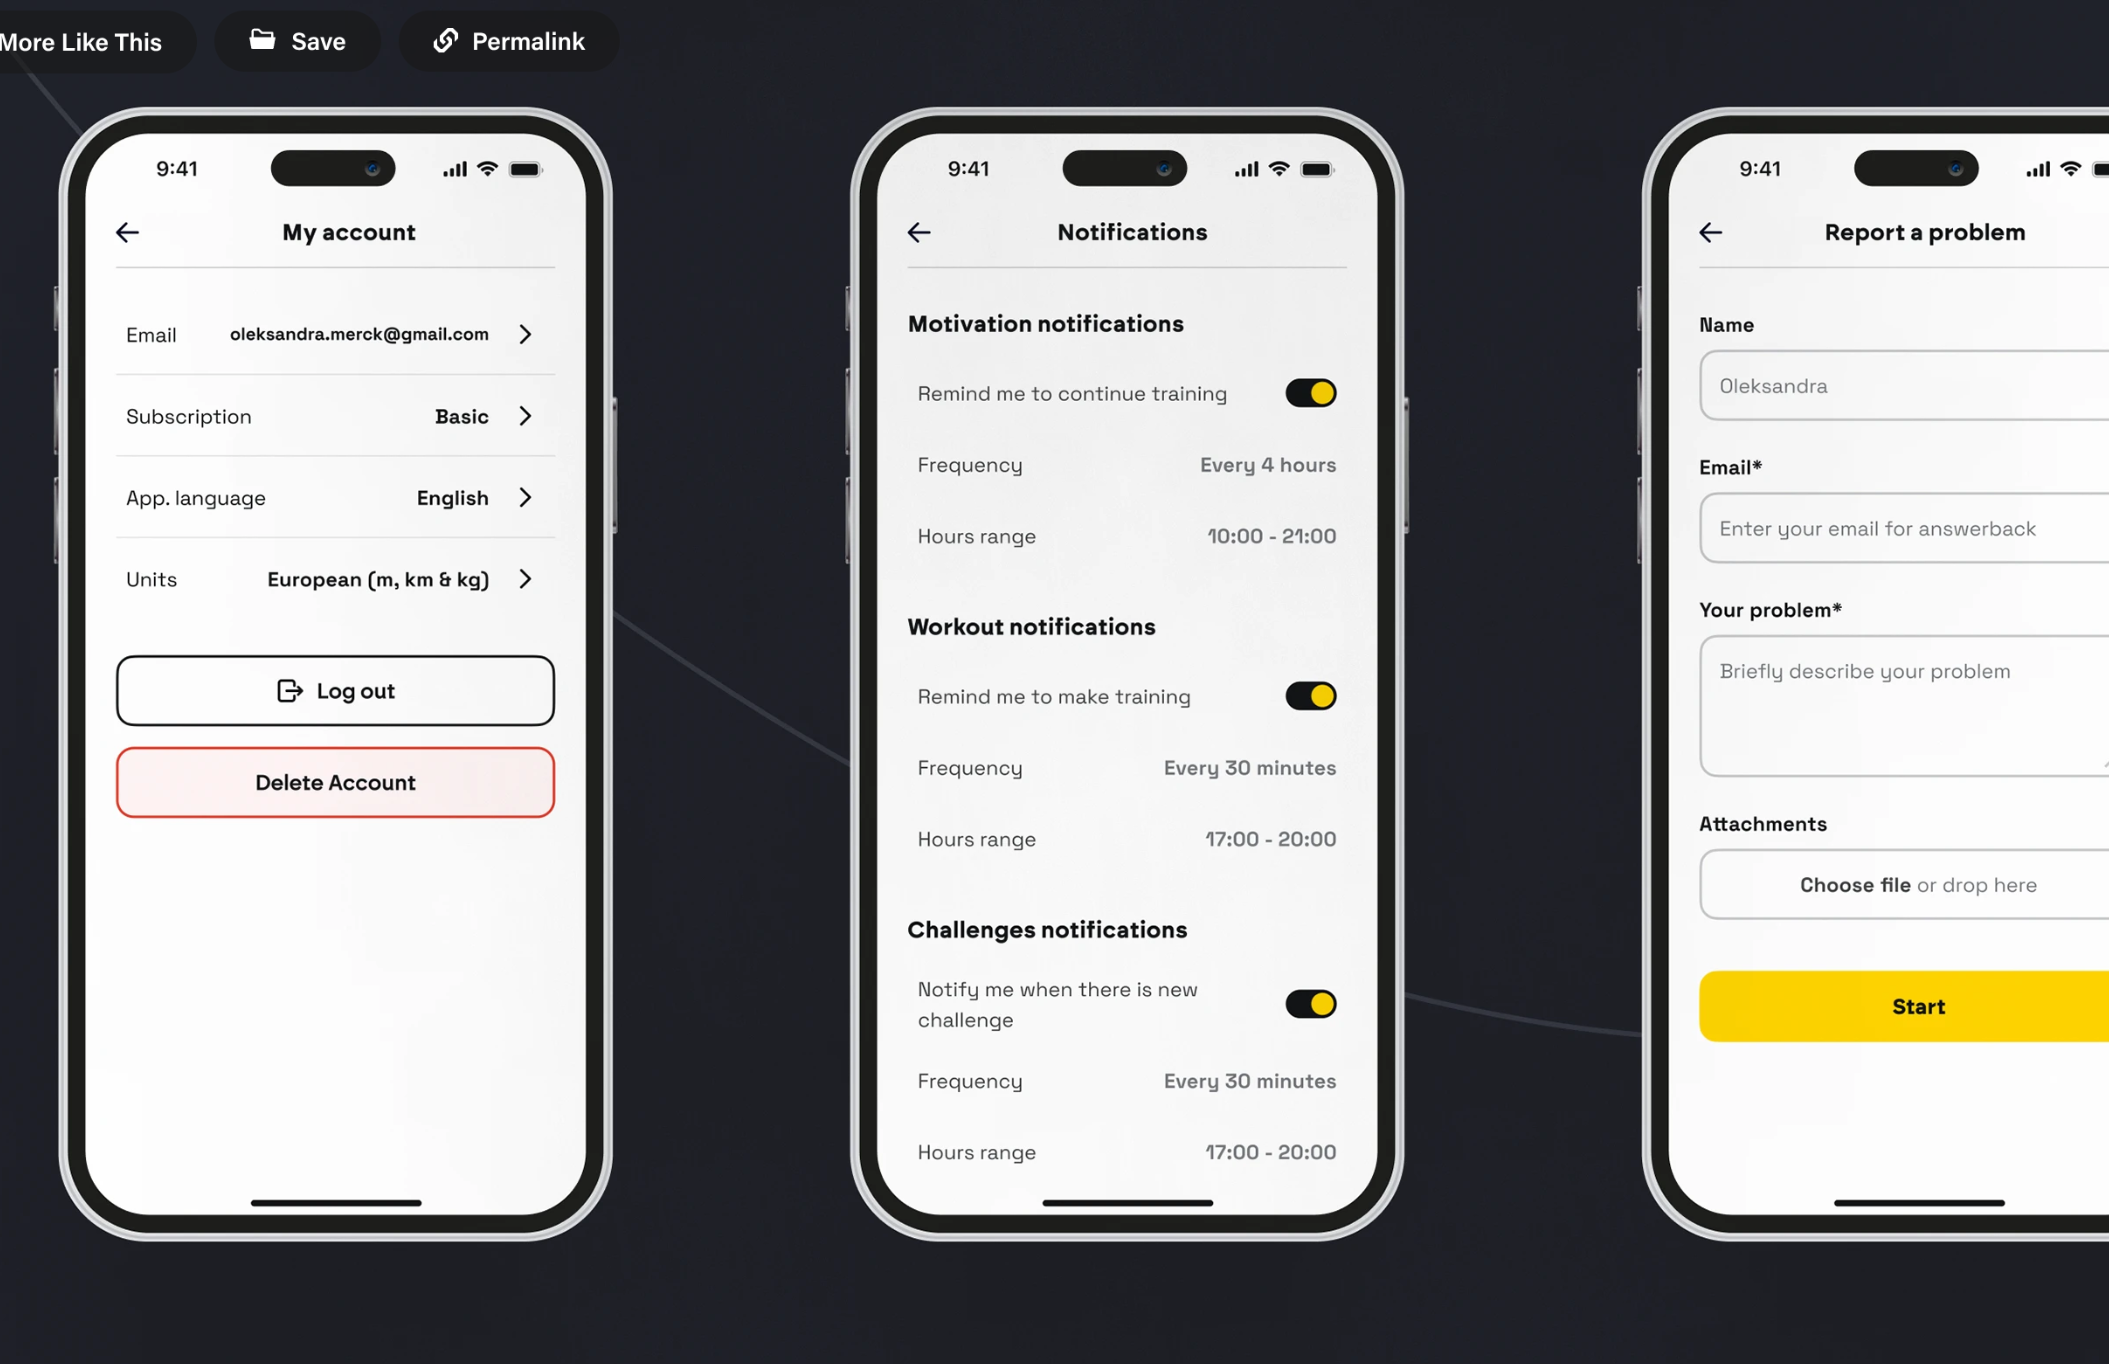 More Like This
Save
Permalink
9:41
My account
Email oleksandra.merck@gmail.com
Subscription Basic
App. language English
Units European (m, km & kg)
Log out
Delete Account
9:41
Notifications
Motivation notifications
Remind me to continue training
Frequency Every 4 hours
Hours range 10:00 - 21:00
Workout notifications
Remind me to make training
Frequency Every 30 minutes
Hours range 17:00 - 20:00
Challenges notifications
Notify me when there is new
challenge
Frequency Every 30 minutes
Hours range 17:00 - 20:00
9:41
Report a problem
Name
Oleksandra
Email*
Enter your email for answerback
Your problem*
Briefly describe your problem
Attachments
Choose file or drop here
Start